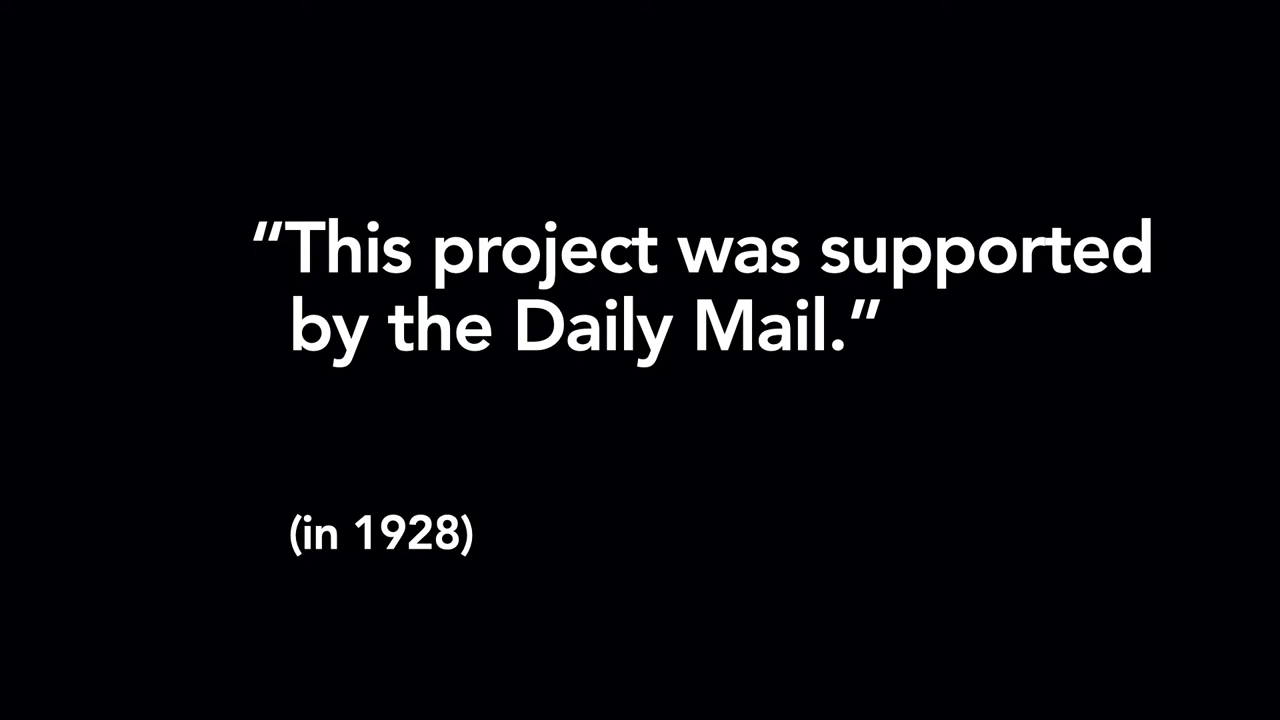 “This project was supported
by the Daily Mail.”
(in 1928)